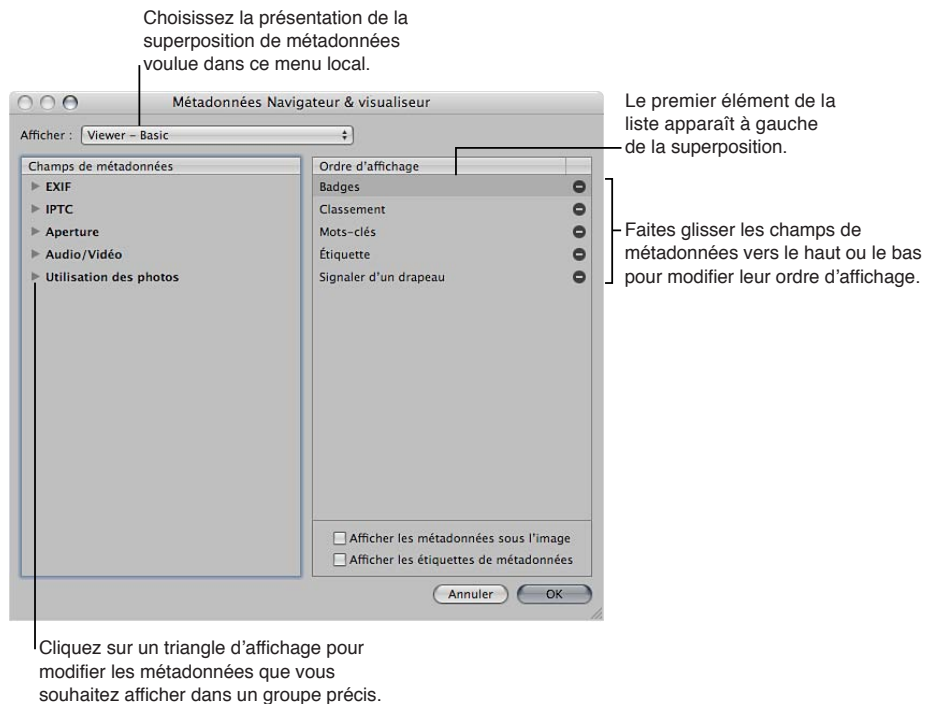 Choisissez la présentation de la
superposition de métadonnées
voulue dans ce menu local.
Métadonnées Navigateur & visualiseur
Afficher : Viewer – Basic
Le premier élément de la
liste apparaît à gauche
de la superposition.
Champs de métadonnées
EXIF
IPTC
Aperture
Audio/Vidéo
Utilisation des photos
Ordre d'affichage
Badges
Classement
Mots-clés
Étiquette
Signaler d'un drapeau
Faites glisser les champs de
métadonnées vers le haut ou le bas
pour modifier leur ordre d'affichage.
Afficher les métadonnées sous l'image
Afficher les étiquettes de métadonnées
Annuler
OK
Cliquez sur un triangle d'affichage pour
modifier les métadonnées que vous
souhaitez afficher dans un groupe précis.